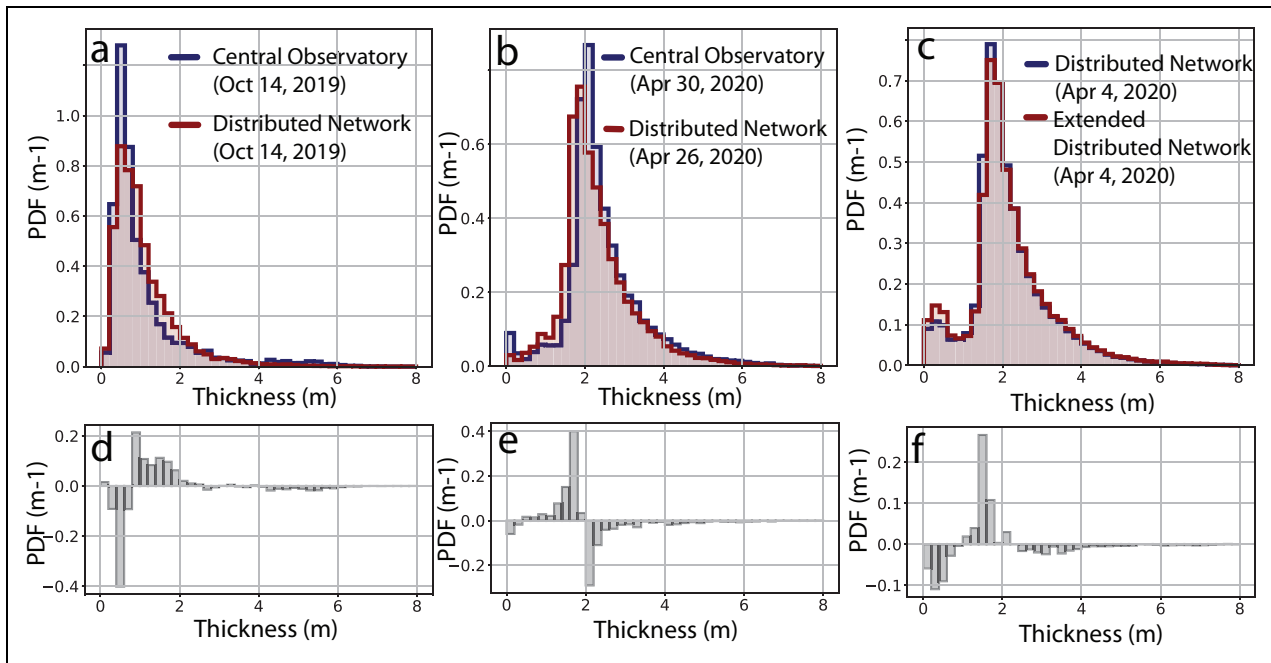 a
Central Observatory
(Oct 14, 2019)
Distributed Network
(Oct 14, 2019)
PDF (m-1)
1.0
0.8
0.6
0.4
0.2
0.0
0 2 4 6 8
Thickness (m)
b
Central Observatory
(Apr 30, 2020)
Distributed Network
(Apr 26, 2020)
PDF (m-1)
0.6
0.4
0.2
0.0
0 2 4 6 8
Thickness (m)
c
Distributed Network
(Apr 4, 2020)
Extended
Distributed Network
(Apr 4, 2020)
PDF (m-1)
0.7
0.6
0.5
0.4
0.3
0.2
0.1
0.0
0 2 4 6 8
Thickness (m)
d
PDF (m-1)
0.2
0.0
−0.2
−0.4
0 2 4 6 8
Thickness (m)
e
PDF (m-1)
0.4
0.2
0.0
−0.2
0 2 4 6 8
Thickness (m)
f
PDF (m-1)
0.2
0.1
0.0
−0.1
0 2 4 6 8
Thickness (m)